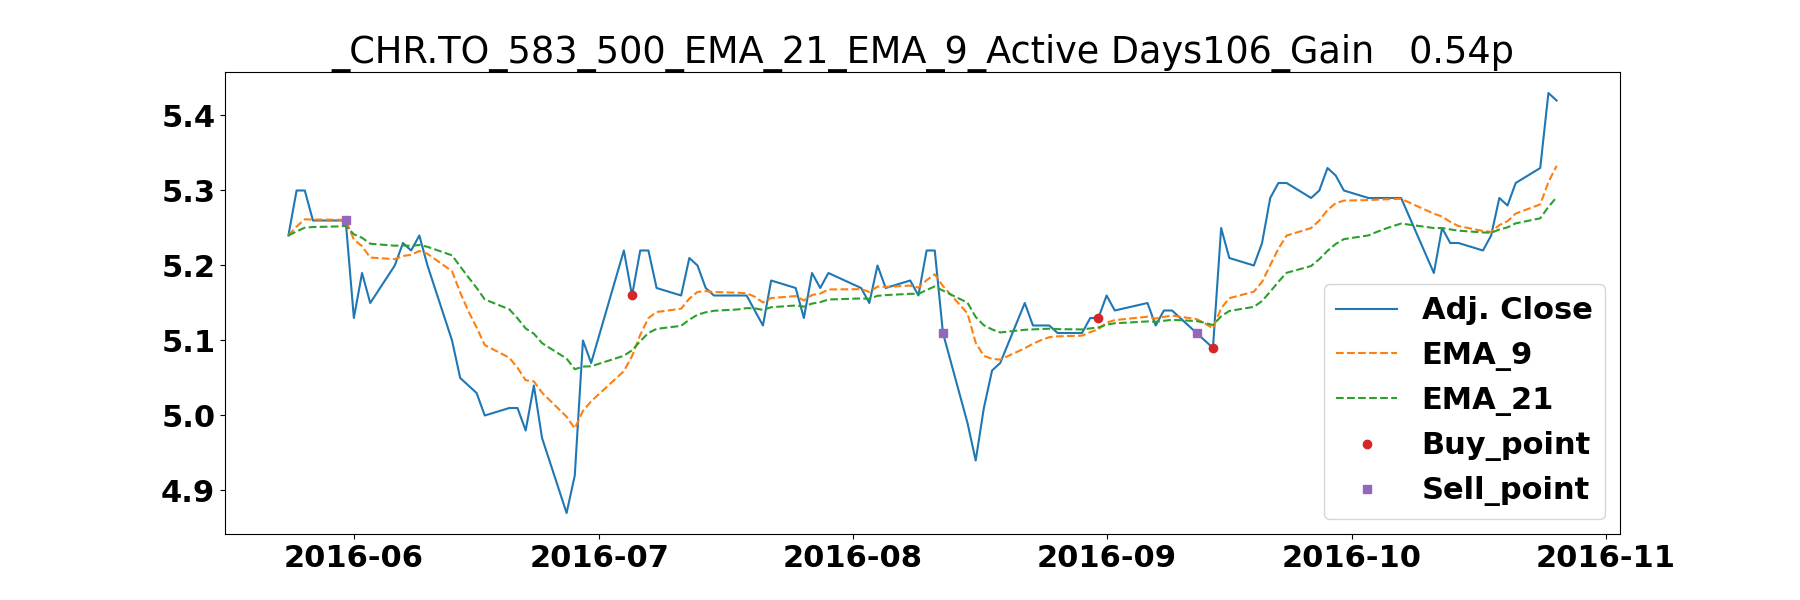 _CHR.TO_583_500_EMA_21_EMA_9_Active Days106_Gain   0.54p
5.4
5.3
5.2
5.1
5.0
4.9
Adj. Close
EMA_9
EMA_21
Buy_point
Sell_point
2016-06 2016-07 2016-08 2016-09 2016-10 2016-11